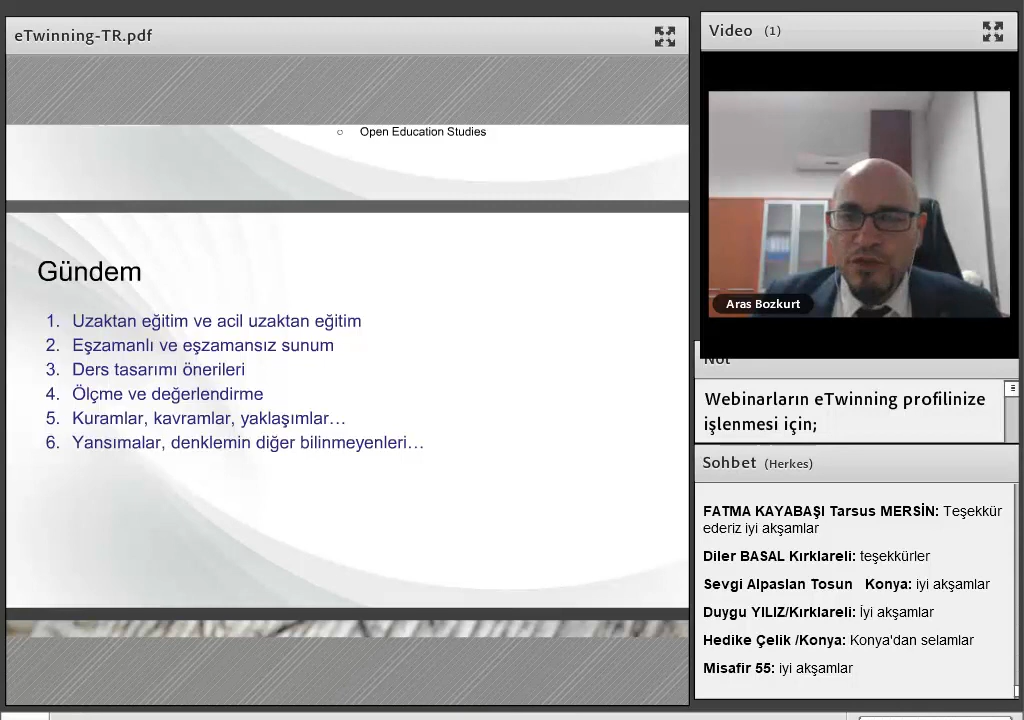 eTwinning-TR.pdf
Open Education Studies
Gündem
1. Uzaktan eğitim ve acil uzaktan eğitim
2. Eşzamanlı ve eşzamansız sunum
3. Ders tasarımı önerileri
4. Ölçme ve değerlendirme
5. Kuramlar, kavramlar, yaklaşımlar…
6. Yansımalar, denklemin diğer bilinmeyenleri…
Video (1)
Aras Bozkurt
Not
Webinarların eTwinning profilinize
işlenmesi için;
Sohbet (Herkes)
FATMA KAYABAŞI Tarsus MERSİN: Teşekkür
ederiz iyi akşamlar
Diler BASAL Kırklareli: teşekkürler
Sevgi Alpaslan Tosun Konya: iyi akşamlar
Duygu YILIZ/Kırklareli: İyi akşamlar
Hedike Çelik /Konya: Konya'dan selamlar
Misafir 55: iyi akşamlar